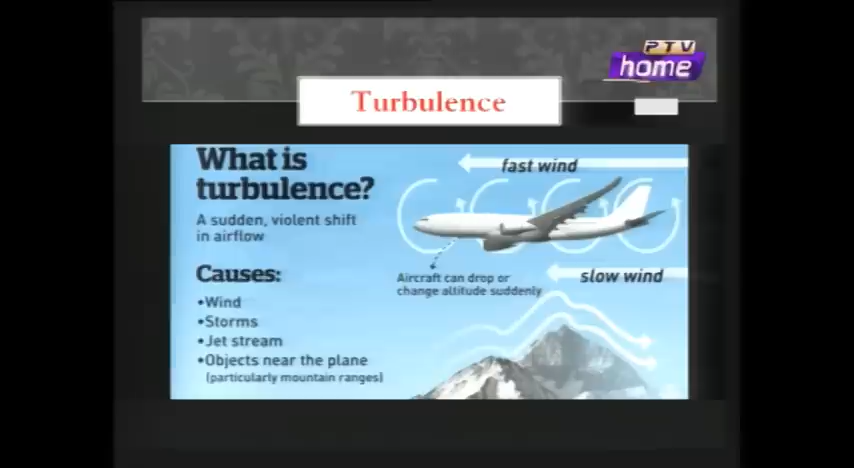 PTV
home
Turbulence
What is
turbulence?
A sudden, violent shift
in airflow
Causes:
•Wind
•Storms
•Jet stream
•Objects near the plane
(particularly mountain ranges)
fast wind
Aircraft can drop or
change altitude suddenly
slow wind